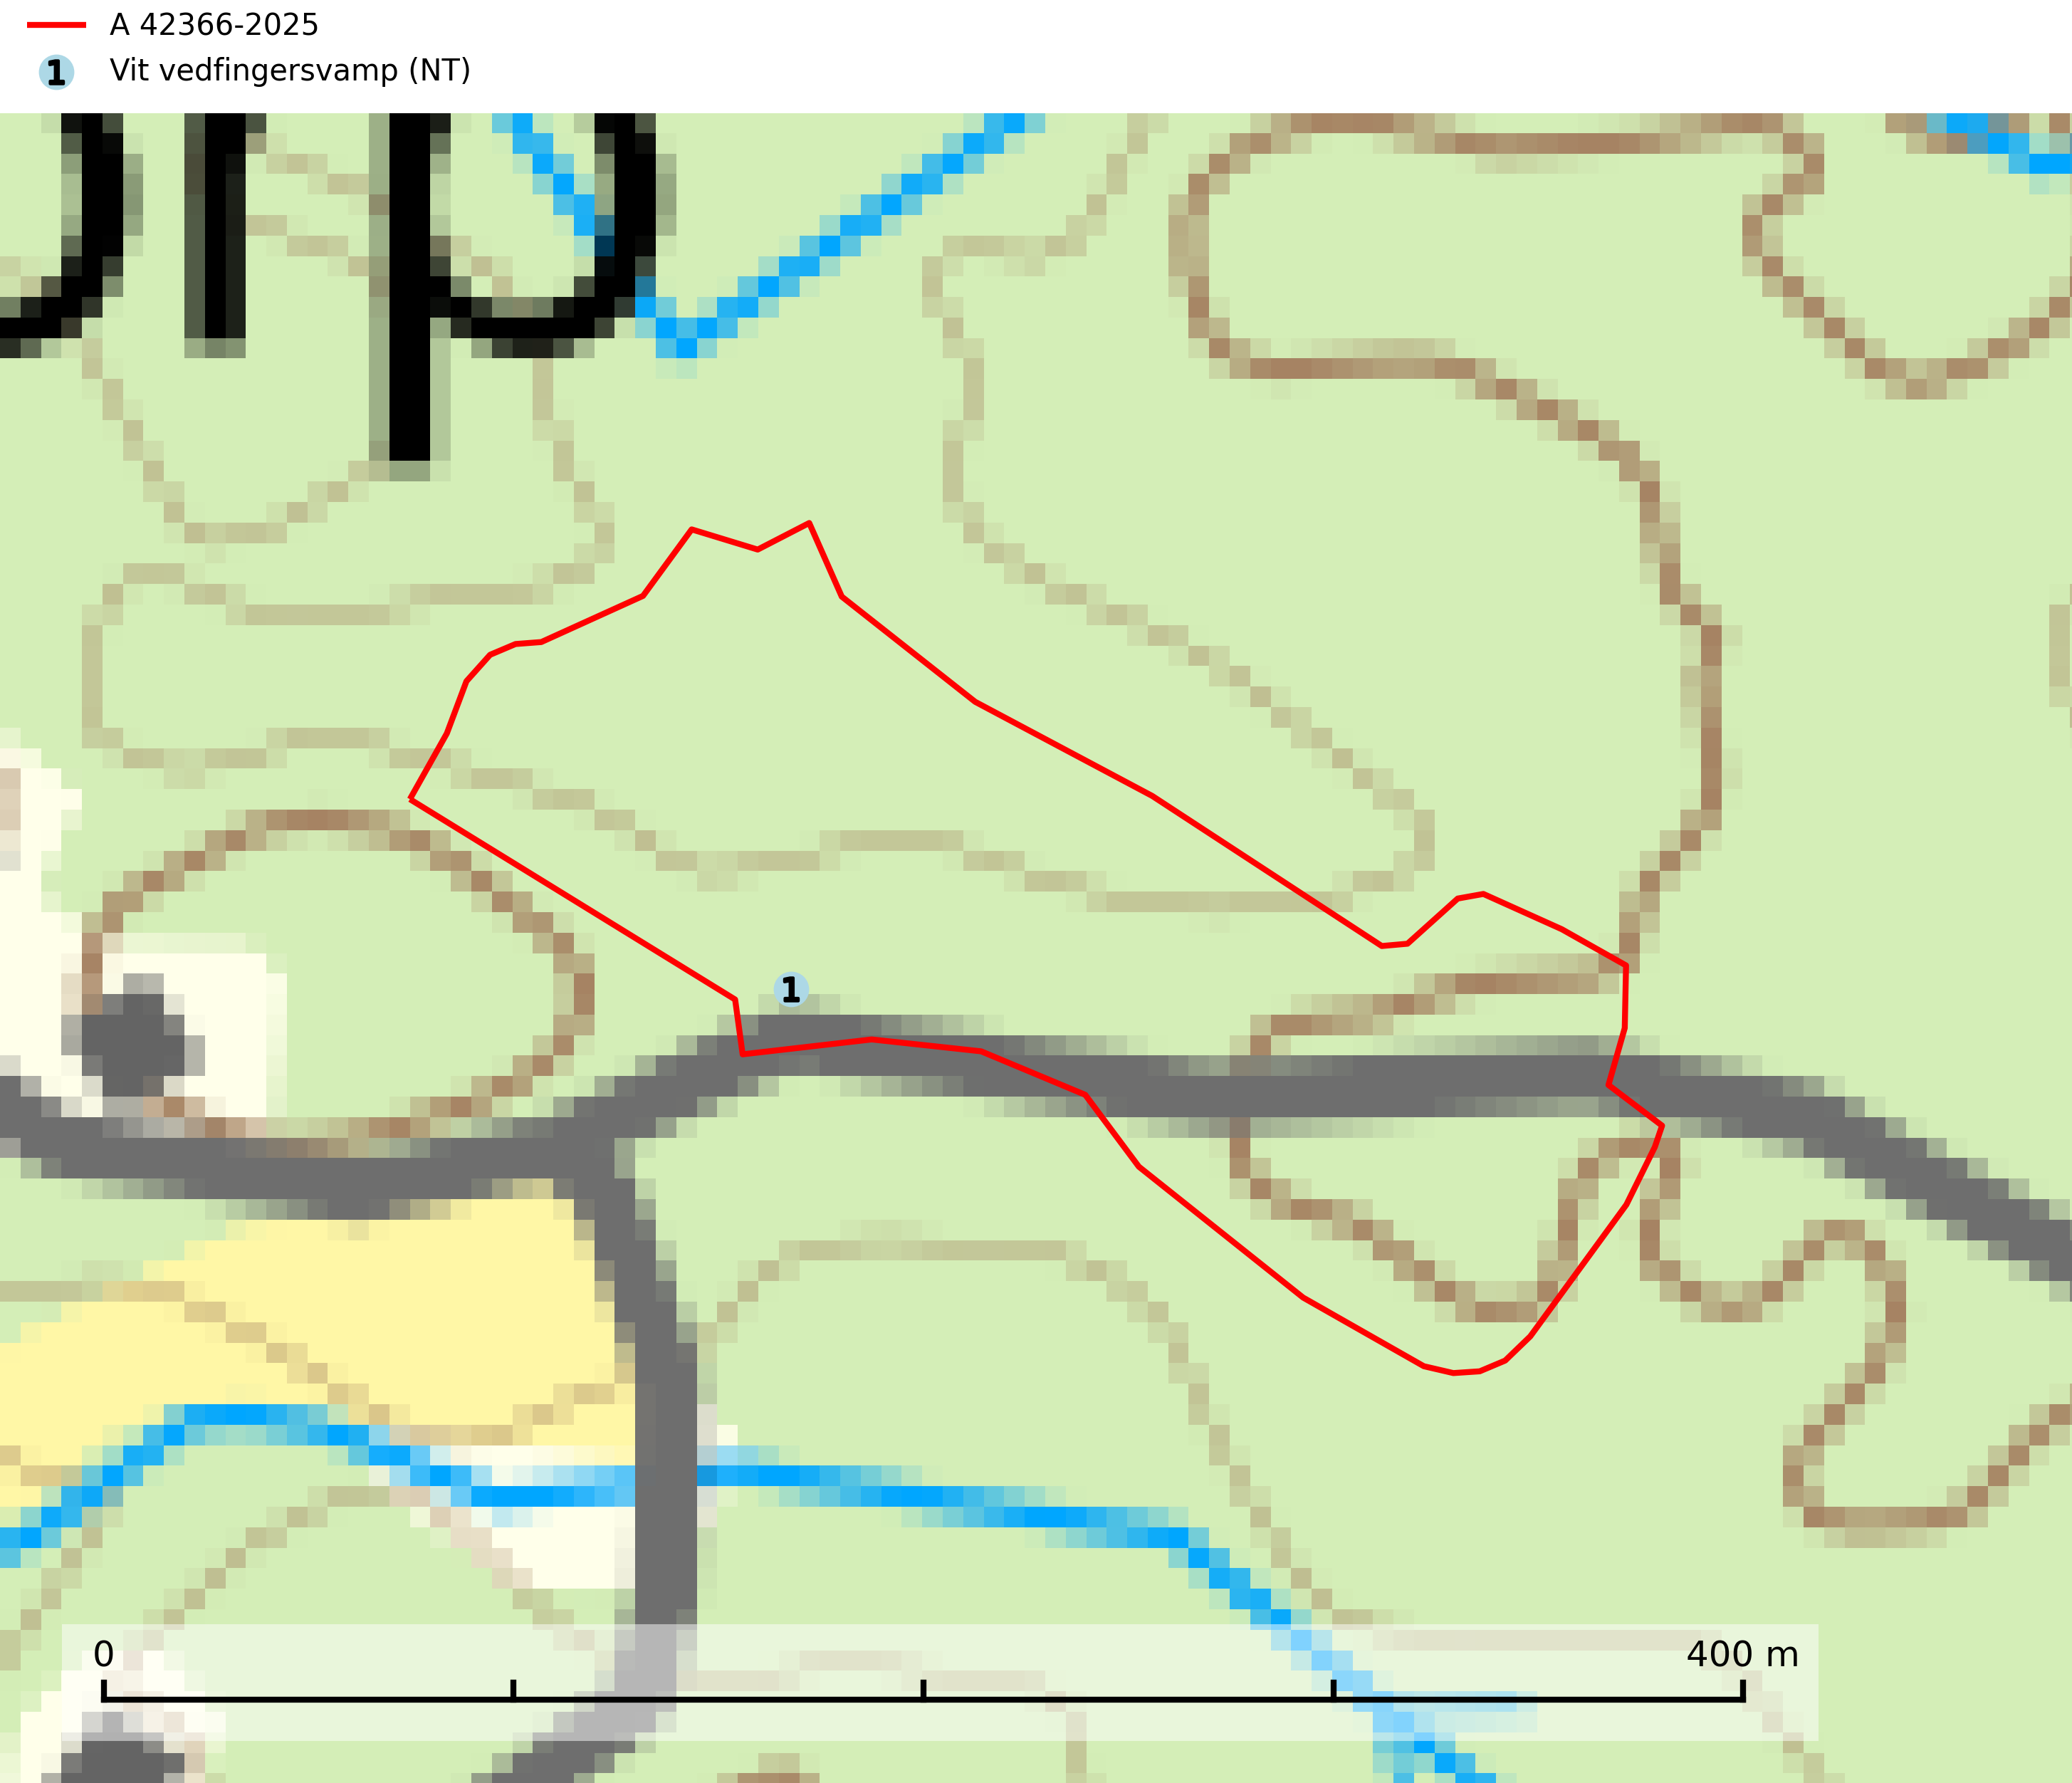 A 42366-2025
1 Vit vedfingersvamp (NT)
1
0 400 m